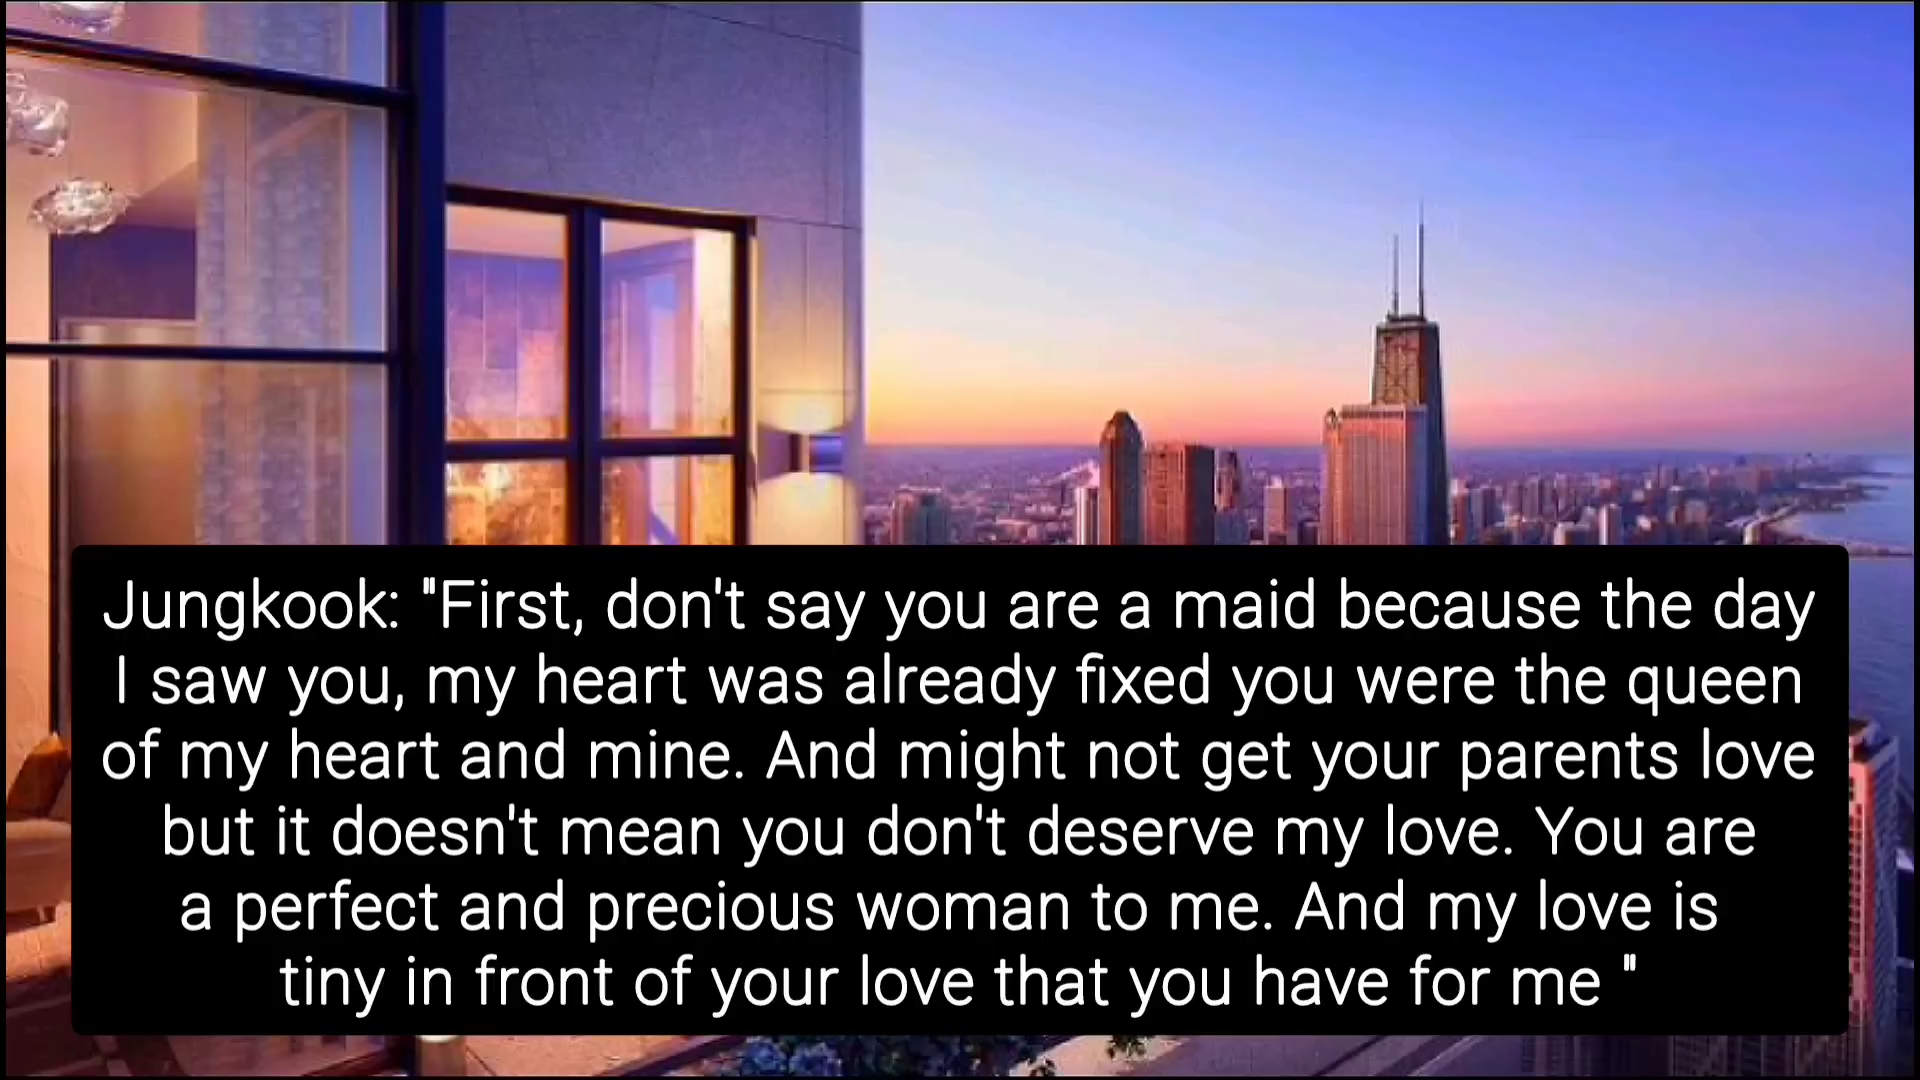 Jungkook: "First, don't say you are a maid because the day
I saw you, my heart was already fixed you were the queen
of my heart and mine. And might not get your parents love
but it doesn't mean you don't deserve my love. You are
a perfect and precious woman to me. And my love is
tiny in front of your love that you have for me "